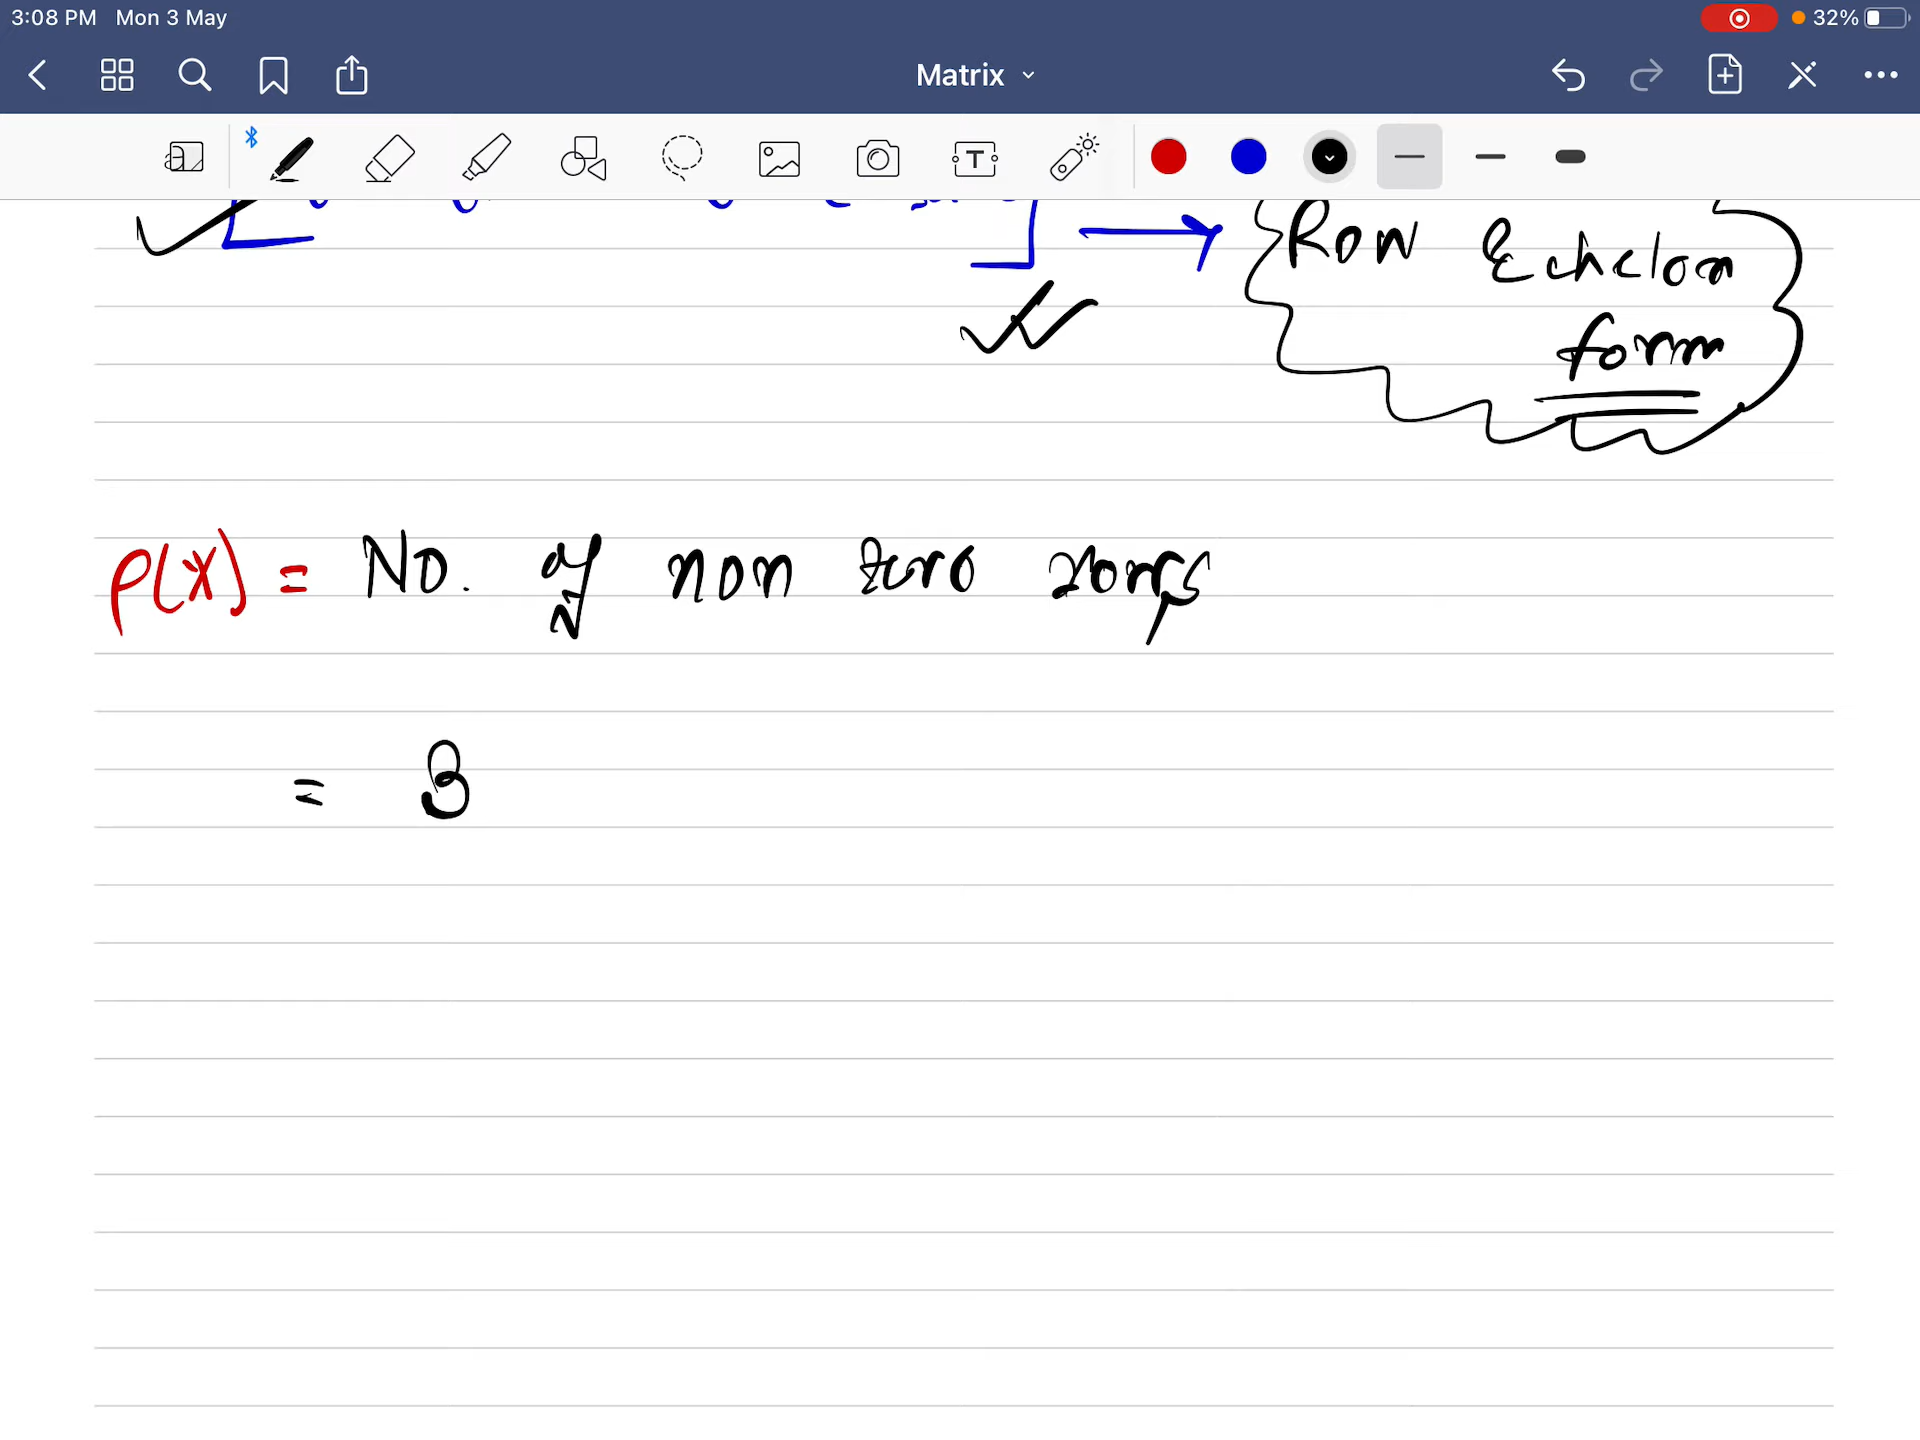 3:08 PM Mon 3 May
32%
Matrix
Row Echelon
form
ρ(X) = No. of non zero rows
= 3